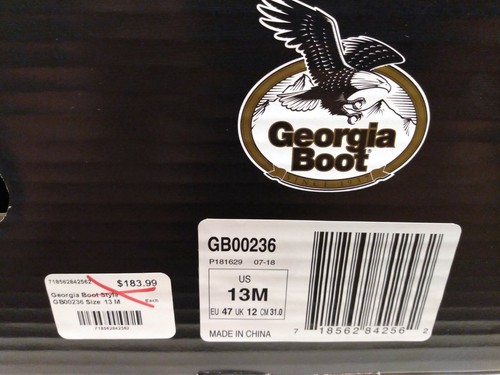 Georgia
Boot
GB00236
P181629 07-18
US
13M
EU 47 UK 12 CM 31.0
MADE IN CHINA
7 18562 84256 2
718562842562
$183.99
Georgia Boot Style
GB00236 Size 13 M
Each
718562842562